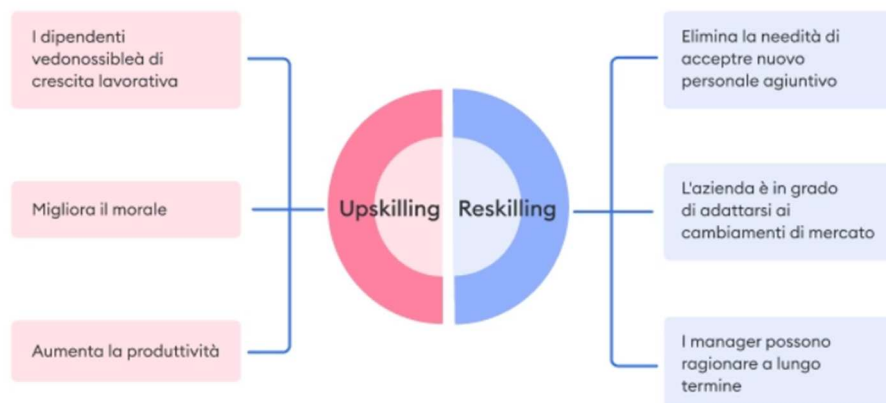 I dipendenti
vedonossibleà di
crescita lavorativa
Migliora il morale
Aumenta la produttività
Upskilling
Reskilling
Elimina la needità di
acceptre nuovo
personale agiuntivo
L'azienda è in grado
di adattarsi ai
cambiamenti di mercato
I manager possono
ragionare a lungo
termine